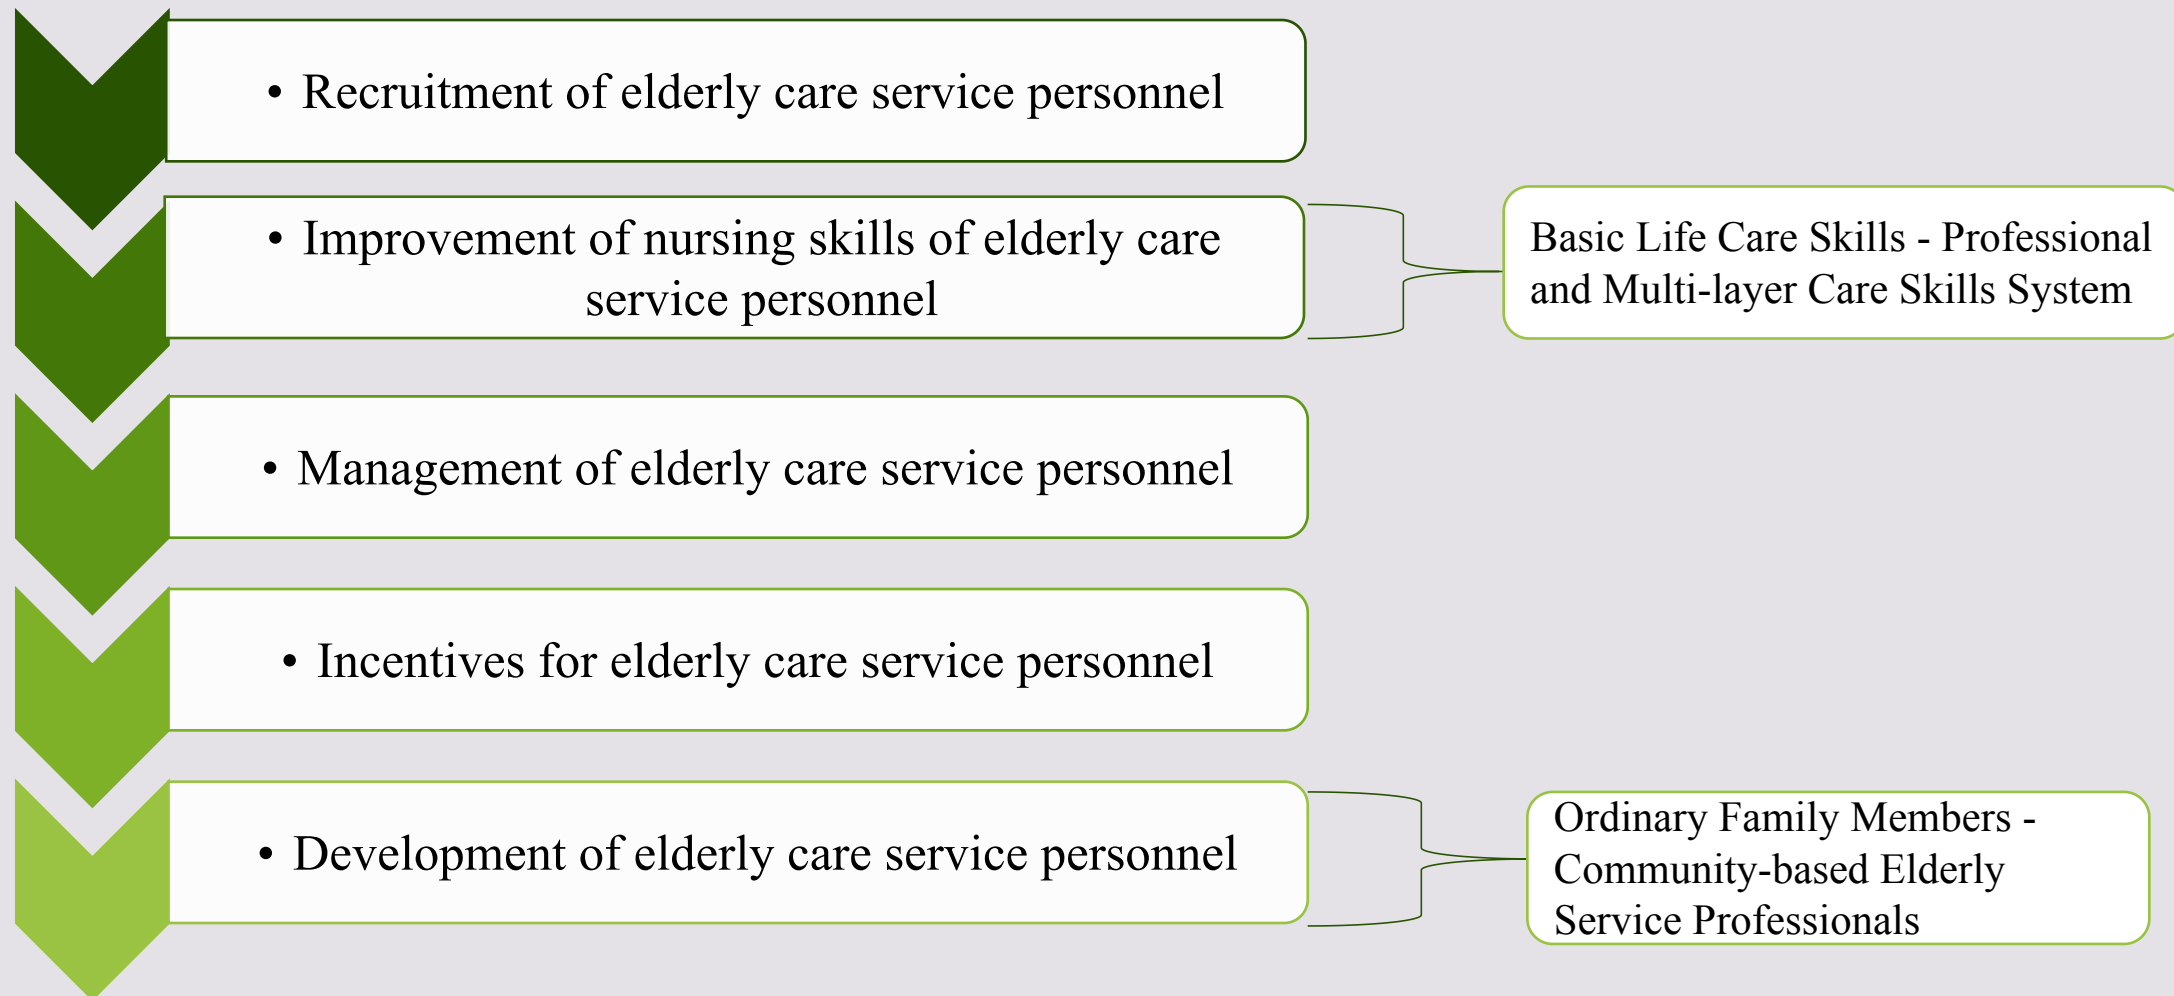 • Recruitment of elderly care service personnel
• Improvement of nursing skills of elderly care
service personnel
Basic Life Care Skills - Professional
and Multi-layer Care Skills System
• Management of elderly care service personnel
• Incentives for elderly care service personnel
• Development of elderly care service personnel
Ordinary Family Members -
Community-based Elderly
Service Professionals